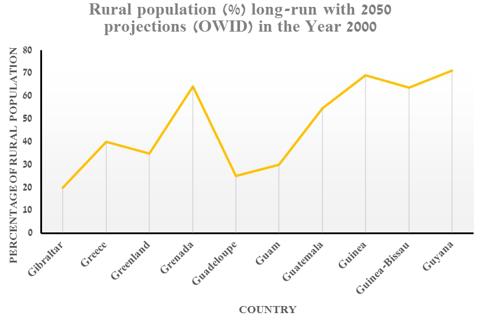 Rural population (%) long-run with 2050
projections (OWID) in the Year 2000
PERCENTAGE OF RURAL POPULATION
80
70
60
50
40
30
20
10
0
Gibraltar
Greece
Greenland
Grenada
Guadeloupe
Guam
Guatemala
Guinea
Guinea-Bissau
Guyana
COUNTRY